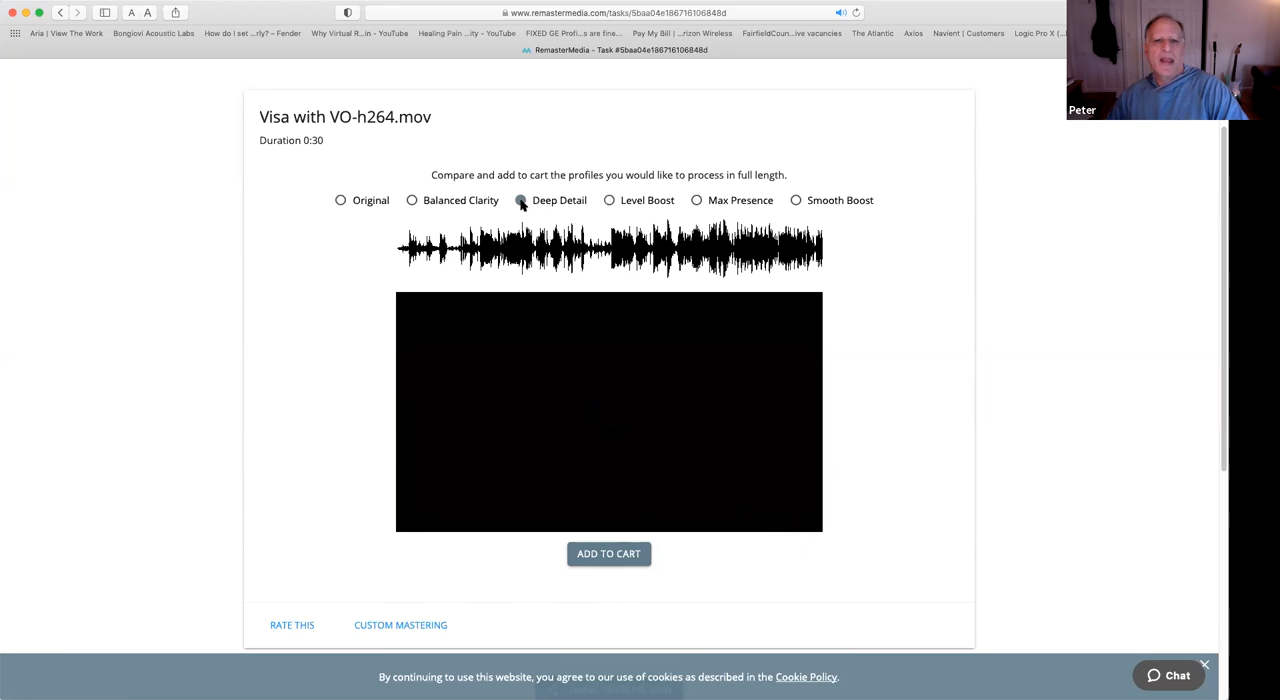 A A
www.remastermedia.com/tasks/5baa04e186716106848d
Aria | View The Work
Bongiovi Acoustic Labs
How do I set ...rly? – Fender
Why Virtual R...in - YouTube
Healing Pain ...ity - YouTube
FIXED GE Profi...s are fine...
Pay My Bill | ...rizon Wireless
FairfieldCoun...ive vacancies
The Atlantic
Axios
Navient | Customers
Logic Pro X (...
RemasterMedia - Task #5baa04e186716106848d
Peter
Visa with VO-h264.mov
Duration 0:30
Compare and add to cart the profiles you would like to process in full length.
Original Balanced Clarity Deep Detail Level Boost Max Presence Smooth Boost
ADD TO CART
RATE THIS CUSTOM MASTERING
By continuing to use this website, you agree to our use of cookies as described in the Cookie Policy.
Chat